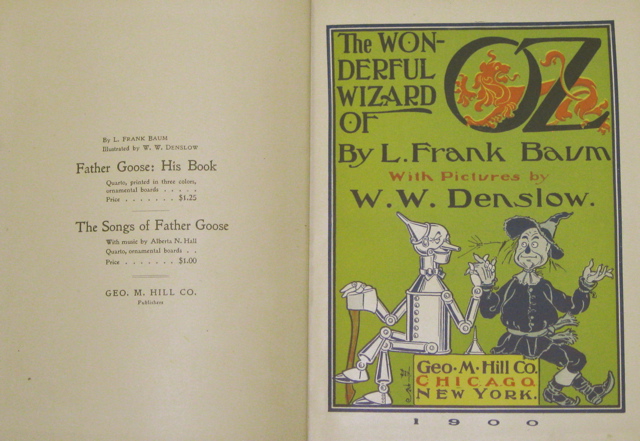 By L. FRANK BAUM
Illustrated by W. W. DENSLOW
Father Goose: His Book
Quarto, printed in three colors,
ornamental boards . . . . .
Price . . . . . . . $1.25
The Songs of Father Goose
With music by Alberta N. Hall
Quarto, ornamental boards . .
Price . . . . . . . $1.00
GEO. M. HILL CO.
Publishers
The WON-
DERFUL
WIZARD
OF
OZ
By L. Frank Baum
With Pictures by
W. W. Denslow.
Geo. M. Hill Co.
CHICAGO.
NEW YORK.
1900